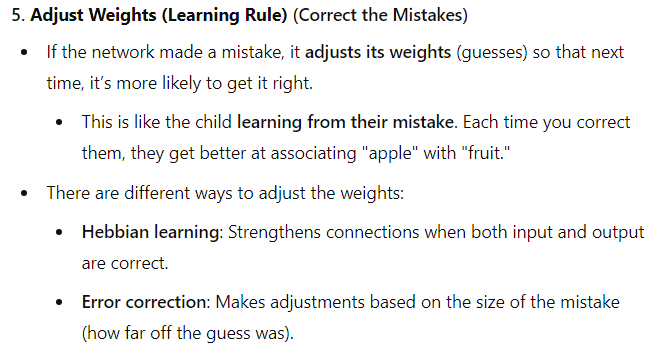 5. Adjust Weights (Learning Rule) (Correct the Mistakes)
• If the network made a mistake, it adjusts its weights (guesses) so that next
time, it's more likely to get it right.
• This is like the child learning from their mistake. Each time you correct
them, they get better at associating "apple" with "fruit."
• There are different ways to adjust the weights:
• Hebbian learning: Strengthens connections when both input and output
are correct.
• Error correction: Makes adjustments based on the size of the mistake
(how far off the guess was).